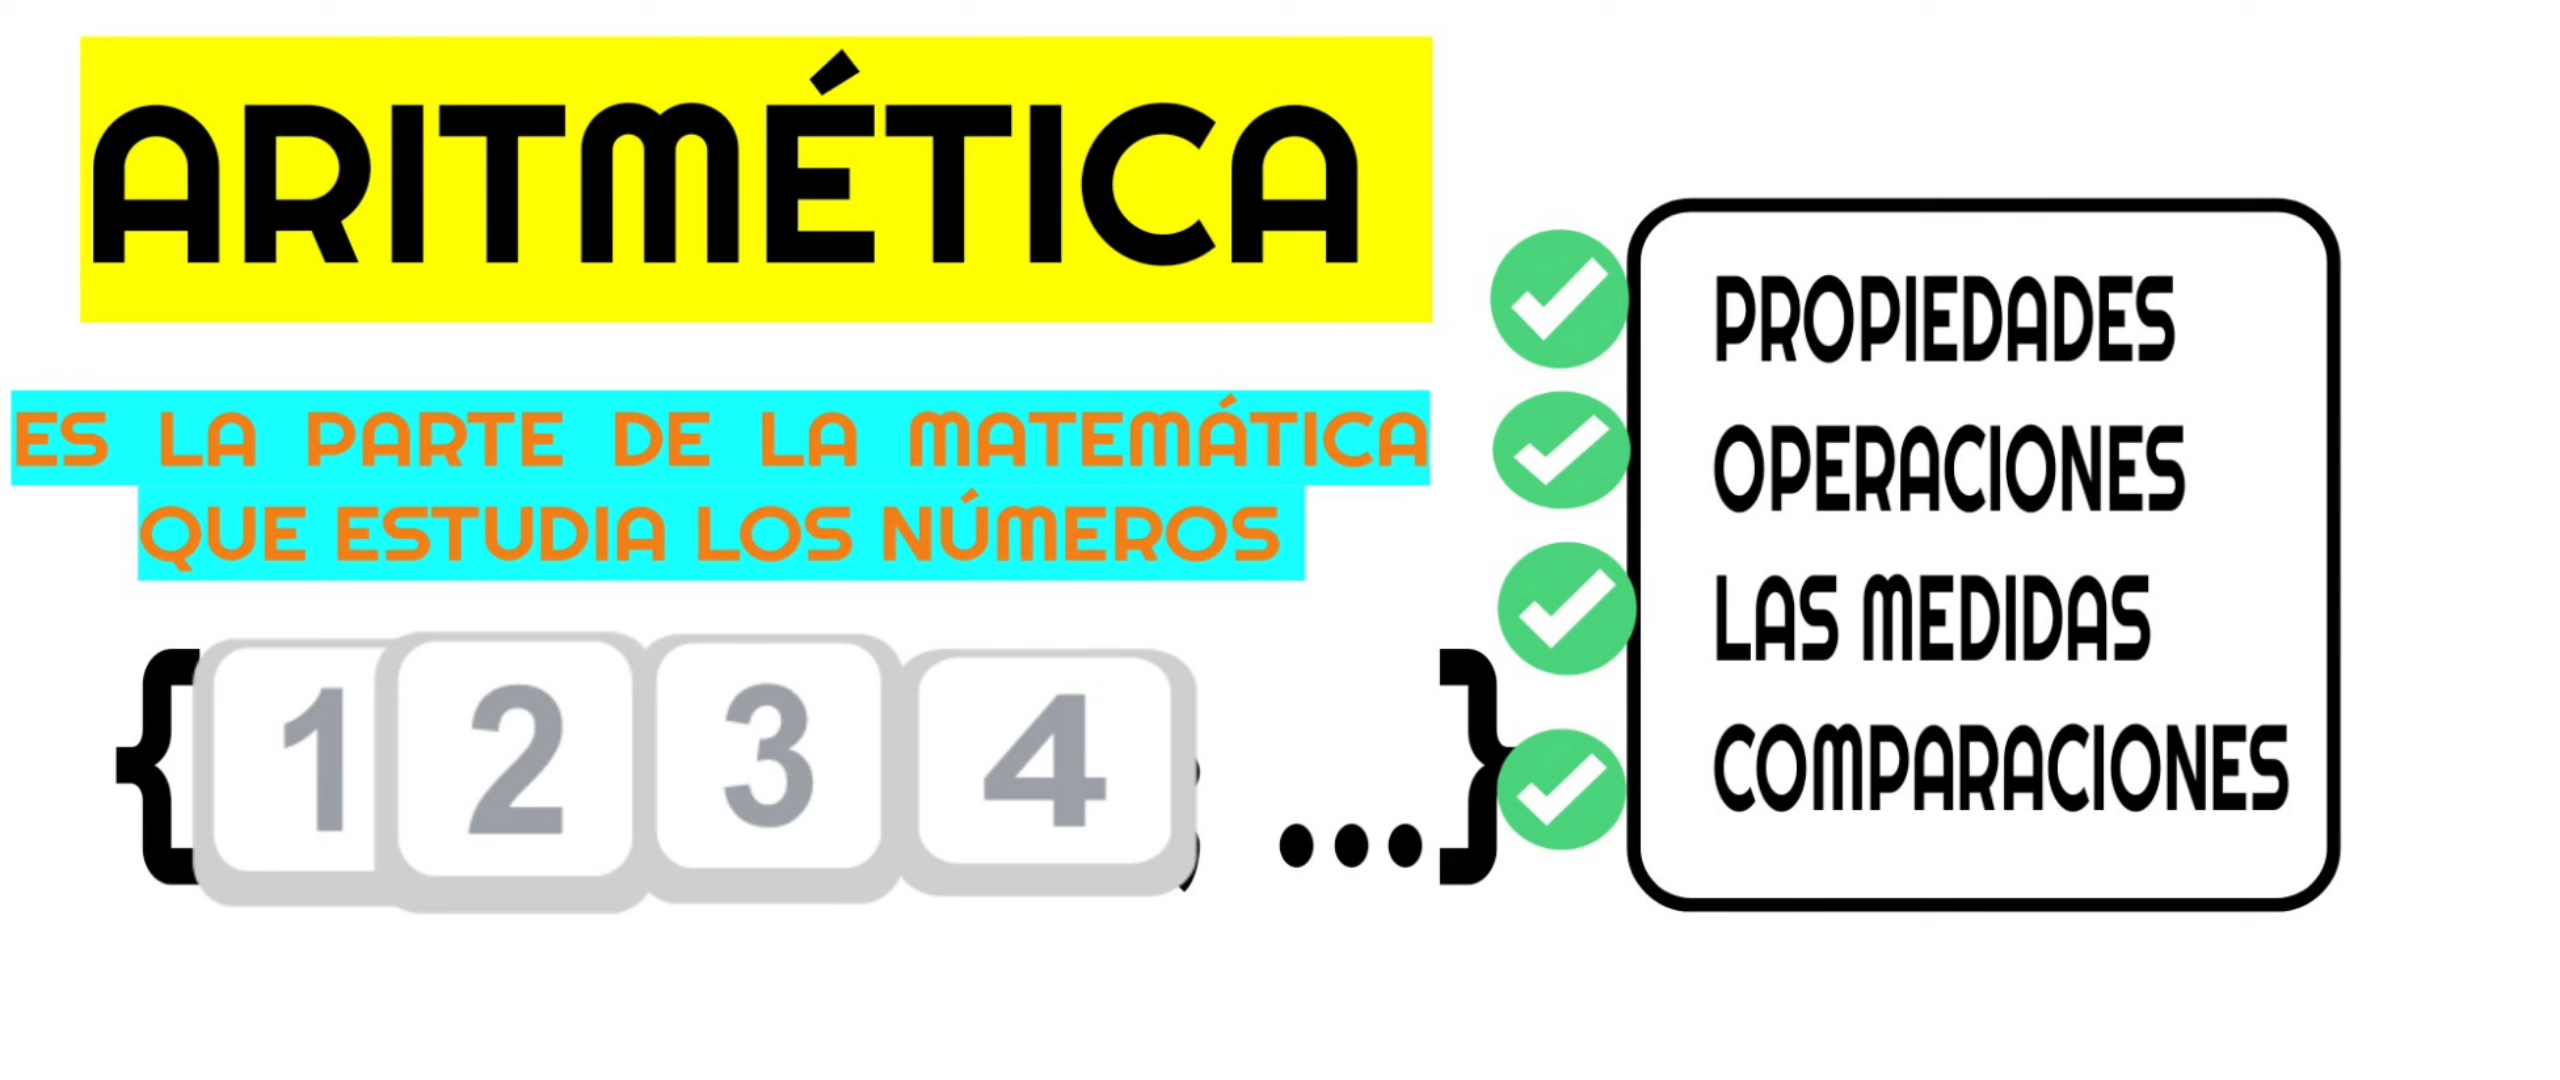 ARITMÉTICA
ES LA PARTE DE LA MATEMÁTICA
QUE ESTUDIA LOS NÚMEROS
{1 2 3 4 ; ...}
PROPIEDADES
OPERACIONES
LAS MEDIDAS
COMPARACIONES